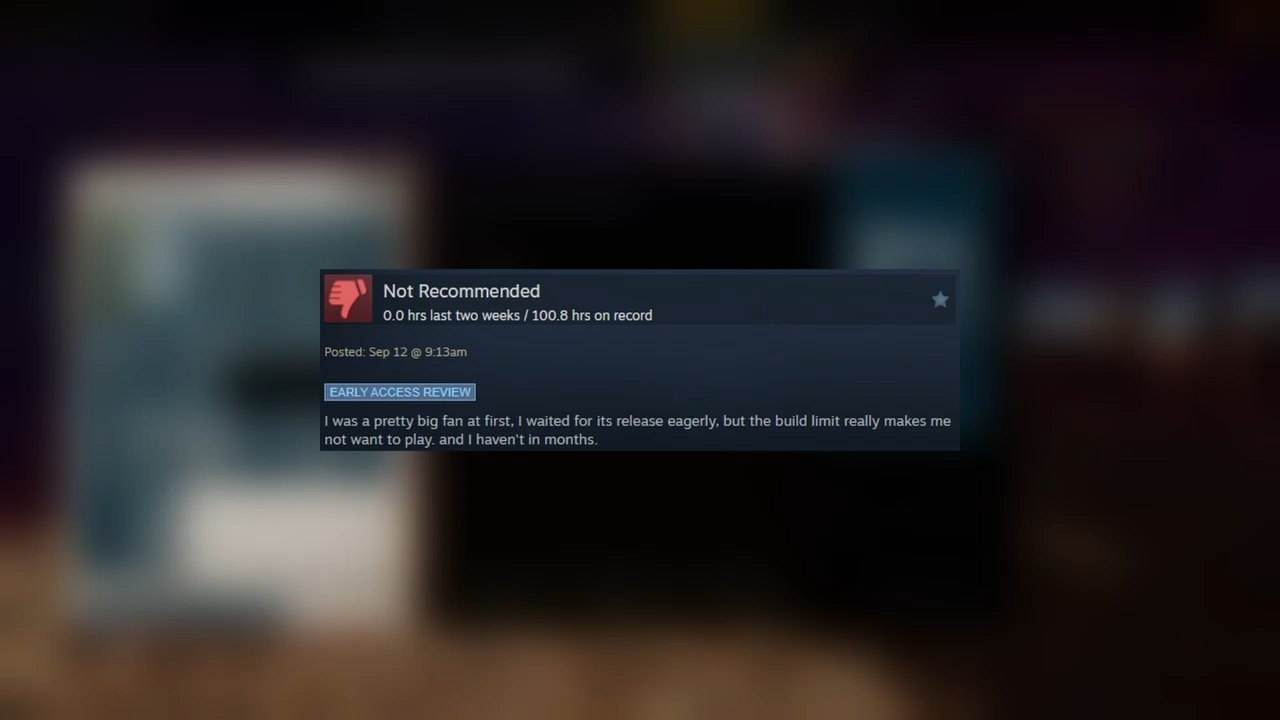 Not Recommended
0.0 hrs last two weeks / 100.8 hrs on record
Posted: Sep 12 @ 9:13am
EARLY ACCESS REVIEW
I was a pretty big fan at first, I waited for its release eagerly, but the build limit really makes me
not want to play. and I haven't in months.